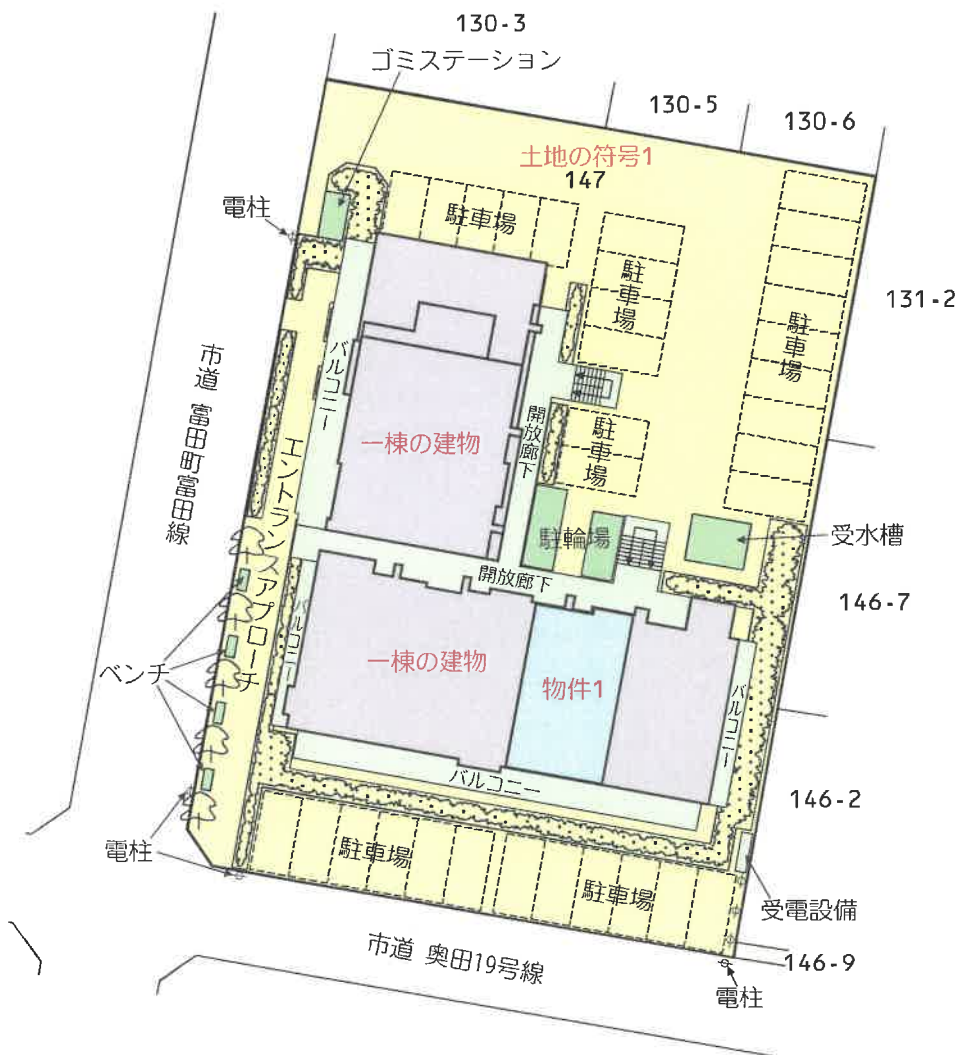 130-3
ゴミステーション
130-5
130-6
土地の符号1
147
電柱
駐車場
駐車場
駐車場
131-2
バルコニー
市道 富田町富田線
一棟の建物
開放廊下
駐車場
エントランスアプローチ
駐輪場
受水槽
開放廊下
146-7
バルコニー
一棟の建物
物件1
ベンチ
バルコニー
バルコニー
146-2
電柱
駐車場
駐車場
受電設備
市道 奥田19号線
146-9
電柱